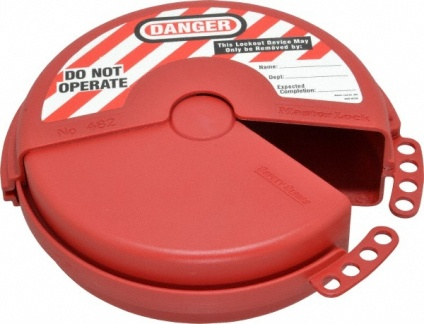 DANGER
This Lockout Device May
Only be Removed by:
DO NOT
OPERATE
Name:
Dept:
Expected
Completion:
Master Lock
No. 482